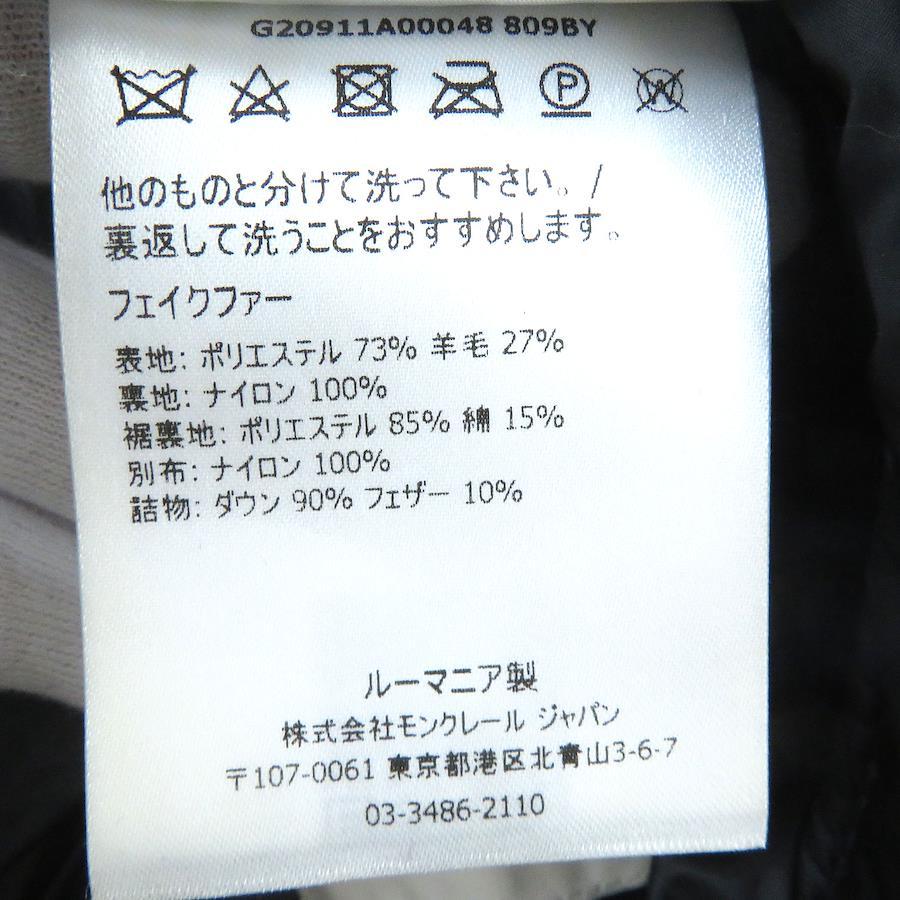 G20911A00048 809BY
P
W
他のものと分けて洗って下さい。/
裏返して洗うことをおすすめします。
フェイクファー
表地: ポリエステル 73% 羊毛 27%
裏地: ナイロン 100%
裾裏地: ポリエステル 85% 綿 15%
別布: ナイロン 100%
詰物: ダウン 90% フェザー 10%
ルーマニア製
株式会社モンクレール ジャパン
〒107-0061 東京都港区北青山3-6-7
03-3486-2110